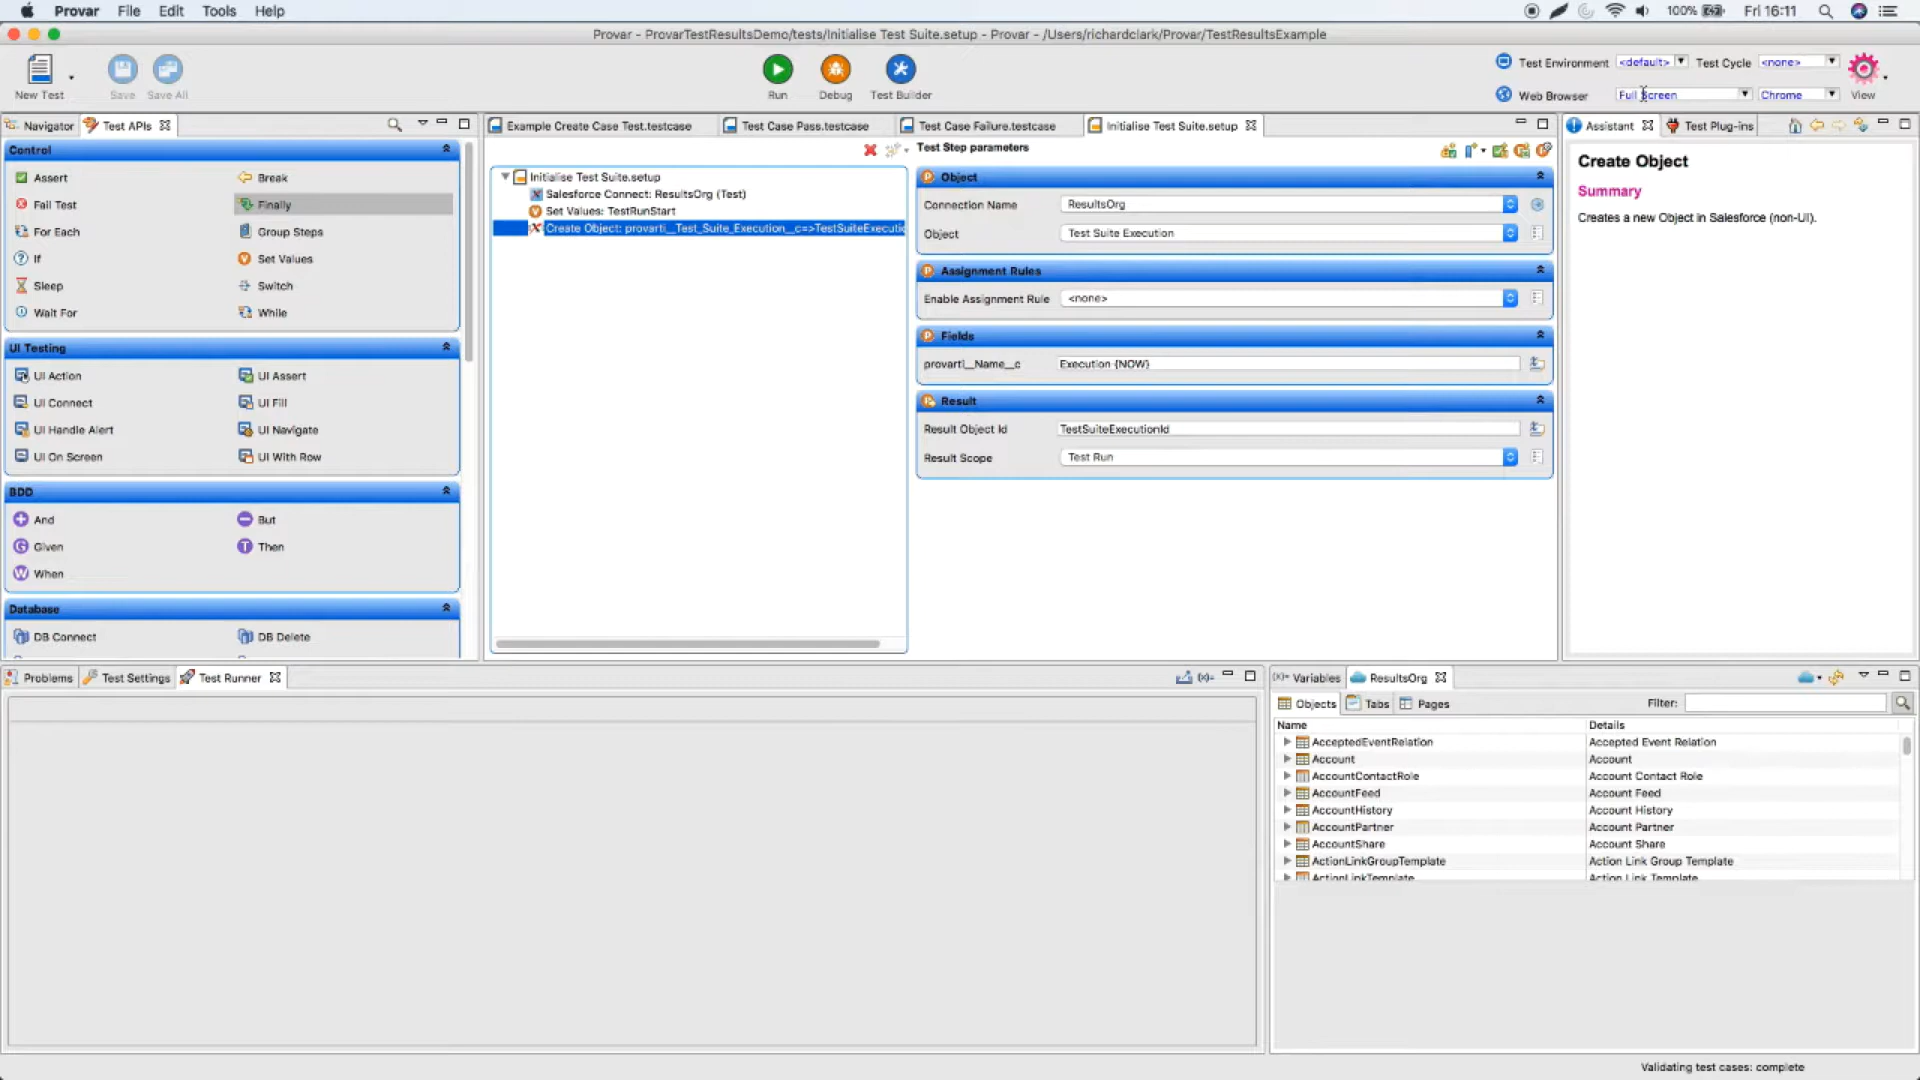 Provar File Edit Tools Help 100% Fri 16:11
Provar - ProvarTestResultsDemo/tests/Initialise Test Suite.setup - Provar - /Users/richardclark/Provar/TestResultsExample
New Test Save Save All Run Debug Test Builder
Test Environment <default> Test Cycle <none>
Web Browser Full Screen Chrome View
Navigator Test APIs
Example Create Case Test.testcase Test Case Pass.testcase Test Case Failure.testcase Initialise Test Suite.setup
Assistant Test Plug-ins
Control
Assert Break
Fail Test Finally
For Each Group Steps
If Set Values
Sleep Switch
Wait For While
UI Testing
UI Action UI Assert
UI Connect UI Fill
UI Handle Alert UI Navigate
UI On Screen UI With Row
BDD
And But
Given Then
When
Database
DB Connect DB Delete
Initialise Test Suite.setup
Salesforce Connect: ResultsOrg (Test)
Set Values: TestRunStart
Create Object: provarti__Test_Suite_Execution__c=>TestSuiteExecutio
Test Step parameters
Object
Connection Name ResultsOrg
Object Test Suite Execution
Assignment Rules
Enable Assignment Rule <none>
Fields
provarti__Name__c Execution {NOW}
Result
Result Object Id TestSuiteExecutionId
Result Scope Test Run
Create Object
Summary
Creates a new Object in Salesforce (non-UI).
Problems Test Settings Test Runner
Variables ResultsOrg
Objects Tabs Pages Filter:
Name Details
AcceptedEventRelation Accepted Event Relation
Account Account
AccountContactRole Account Contact Role
AccountFeed Account Feed
AccountHistory Account History
AccountPartner Account Partner
AccountShare Account Share
ActionLinkGroupTemplate Action Link Group Template
ActionLinkTemplate Action Link Template
Validating test cases: complete